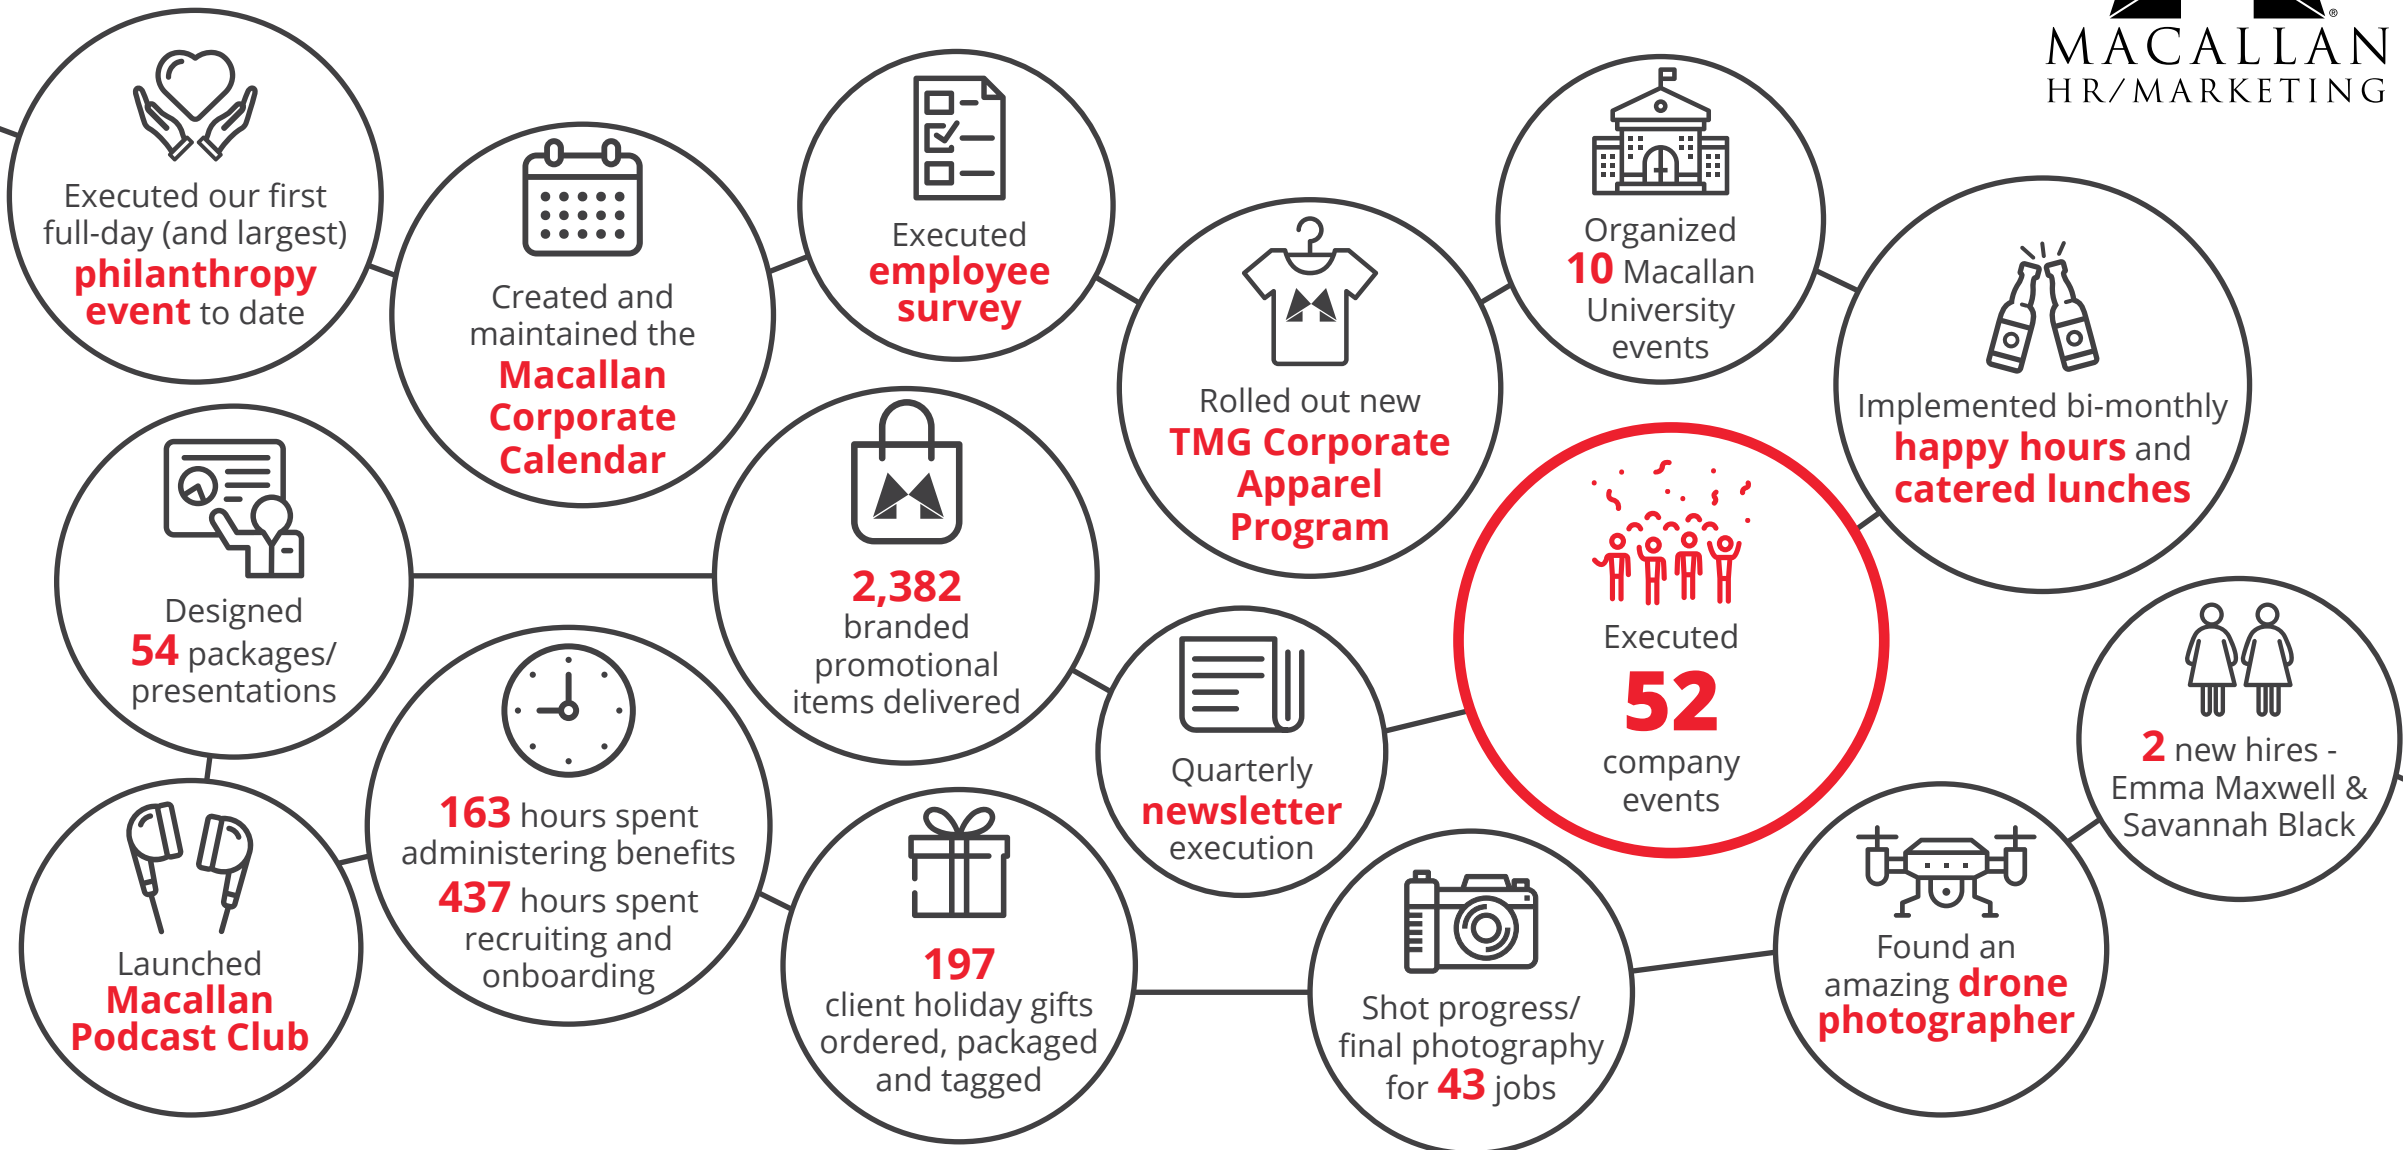 ®
MACALLAN
HR/MARKETING
Executed our first
full-day (and largest)
philanthropy
event to date
Created and
maintained the
Macallan
Corporate
Calendar
Executed
employee
survey
Rolled out new
TMG Corporate
Apparel
Program
Organized
10 Macallan
University
events
Implemented bi-monthly
happy hours and
catered lunches
Executed
52
company
events
Quarterly
newsletter
execution
2,382
branded
promotional
items delivered
Designed
54 packages/
presentations
Launched
Macallan
Podcast Club
163 hours spent
administering benefits
437 hours spent
recruiting and
onboarding
197
client holiday gifts
ordered, packaged
and tagged
Shot progress/
final photography
for 43 jobs
Found an
amazing drone
photographer
2 new hires -
Emma Maxwell &
Savannah Black